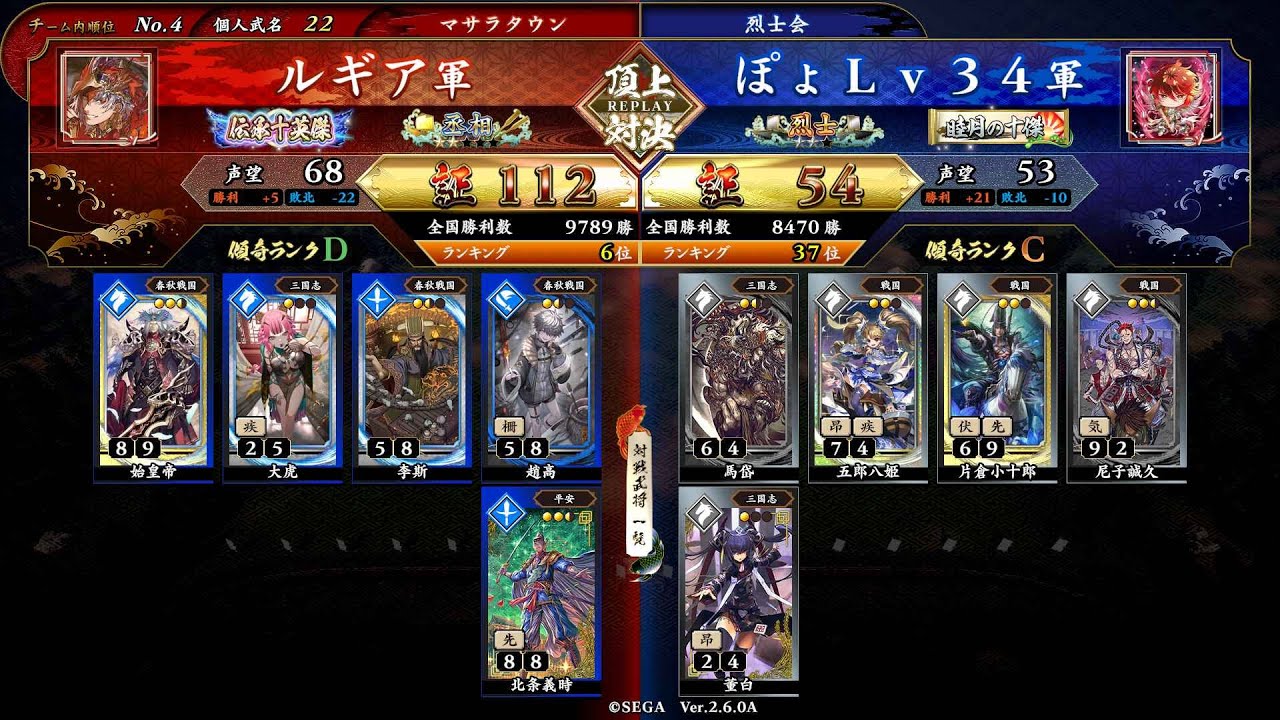 チーム内順位 No.4 個人武名 22
マサラタウン
烈士会
ルギア軍
頂上
REPLAY
対決
ぽょLv34軍
伝承十英傑
丞相
烈士
睦月の十傑
声望 68
勝利 +5 敗北 -22
証 112
証 54
声望 53
勝利 +21 敗北 -10
全国勝利数 9789勝
全国勝利数 8470勝
傾奇ランクD
ランキング 6位
ランキング 37位
傾奇ランクC
春秋戦国
三国志
春秋戦国
春秋戦国
三国志
戦国
戦国
戦国
疾
柵
昂 疾
伏 先
気
8 9
2 5
5 8
5 8
6 4
7 4
6 9
9 2
始皇帝
大虎
李斯
趙高
馬岱
五郎八姫
片倉小十郎
尼子誠久
対戦武将一覧
平安
三国志
先
昂
8 8
2 4
北条義時
董白
©SEGA Ver.2.6.0A